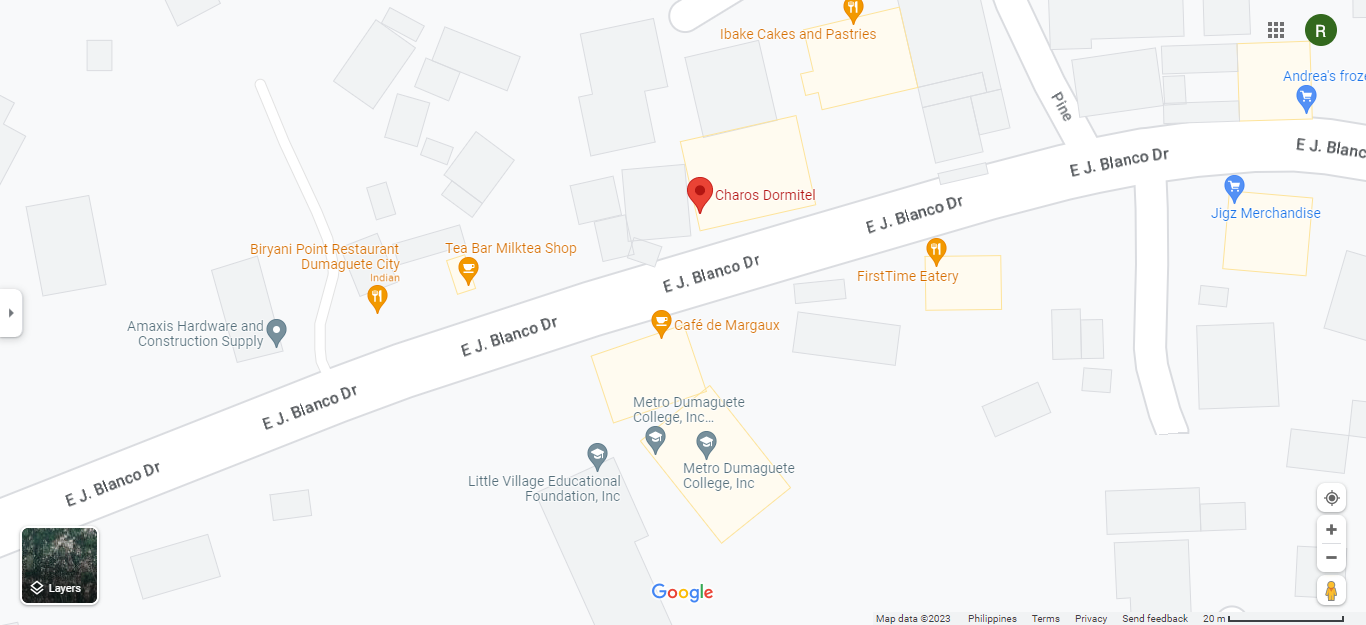 Ibake Cakes and Pastries
R
Andrea's froze
Pine
E J. Blanco Dr
E J. Blanc
Charos Dormitel
E J. Blanco Dr
Jigz Merchandise
Biryani Point Restaurant
Dumaguete City
Indian
Tea Bar Milktea Shop
E J. Blanco Dr
FirstTime Eatery
Amaxis Hardware and
Construction Supply
E J. Blanco Dr
Café de Margaux
E J. Blanco Dr
Metro Dumaguete
College, Inc...
Metro Dumaguete
College, Inc
Little Village Educational
Foundation, Inc
E J. Blanco Dr
Layers
Google
Map data ©2023 Philippines Terms Privacy Send feedback 20 m